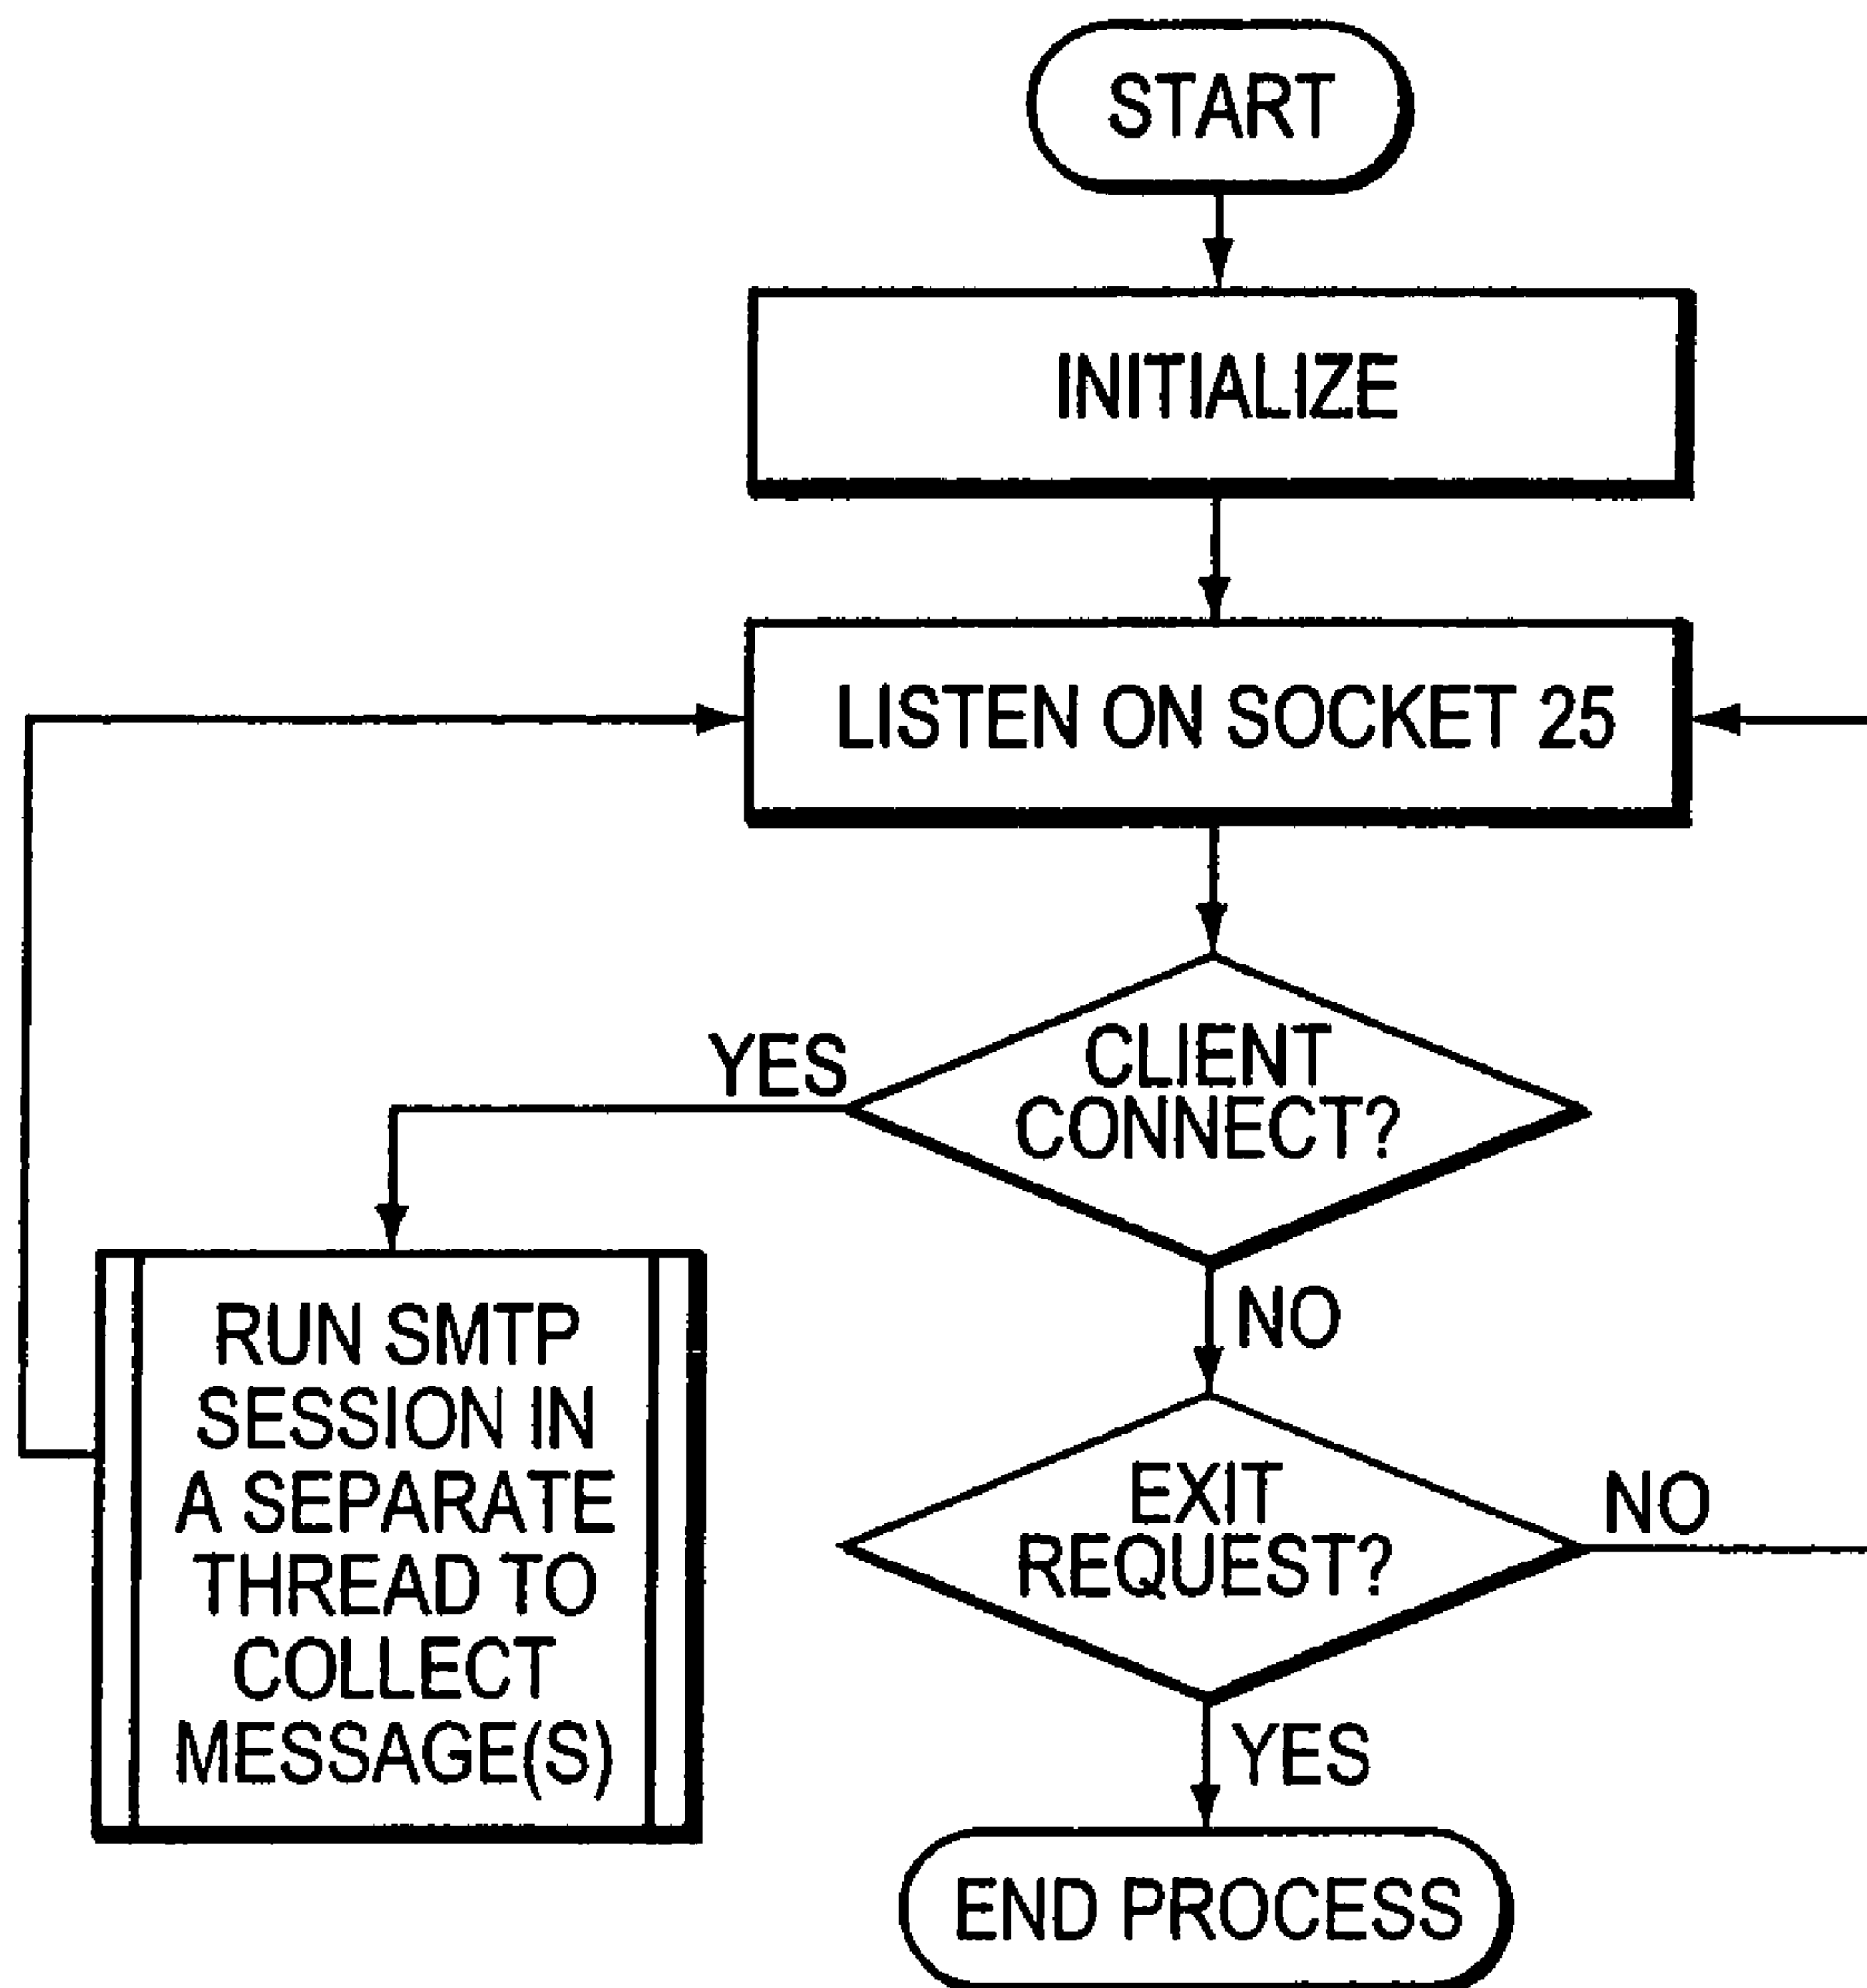 START
INITIALIZE
LISTEN ON SOCKET 25
CLIENT
CONNECT?
YES
NO
RUN SMTP
SESSION IN
A SEPARATE
THREAD TO
COLLECT
MESSAGE(S)
EXIT
REQUEST?
NO
YES
END PROCESS